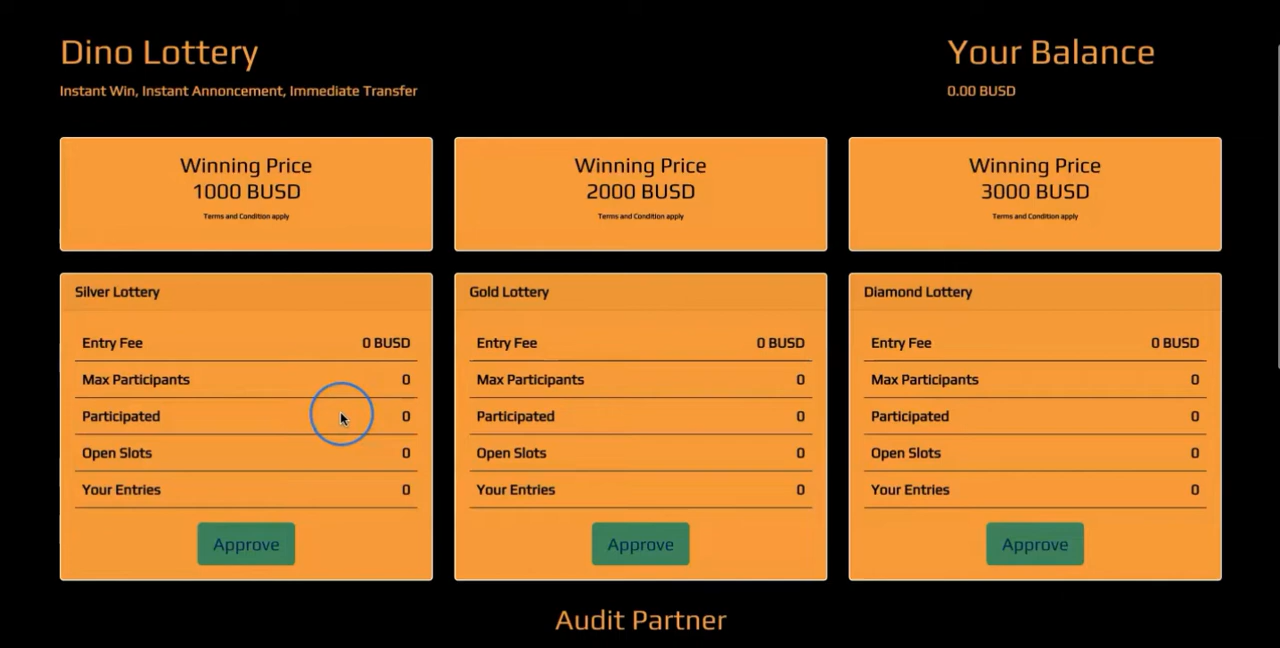 Dino Lottery
Instant Win, Instant Annoncement, Immediate Transfer
Your Balance
0.00 BUSD
Winning Price
1000 BUSD
Terms and Condition apply
Winning Price
2000 BUSD
Terms and Condition apply
Winning Price
3000 BUSD
Terms and Condition apply
Silver Lottery
Entry Fee 0 BUSD
Max Participants 0
Participated 0
Open Slots 0
Your Entries 0
Approve
Gold Lottery
Entry Fee 0 BUSD
Max Participants 0
Participated 0
Open Slots 0
Your Entries 0
Approve
Diamond Lottery
Entry Fee 0 BUSD
Max Participants 0
Participated 0
Open Slots 0
Your Entries 0
Approve
Audit Partner